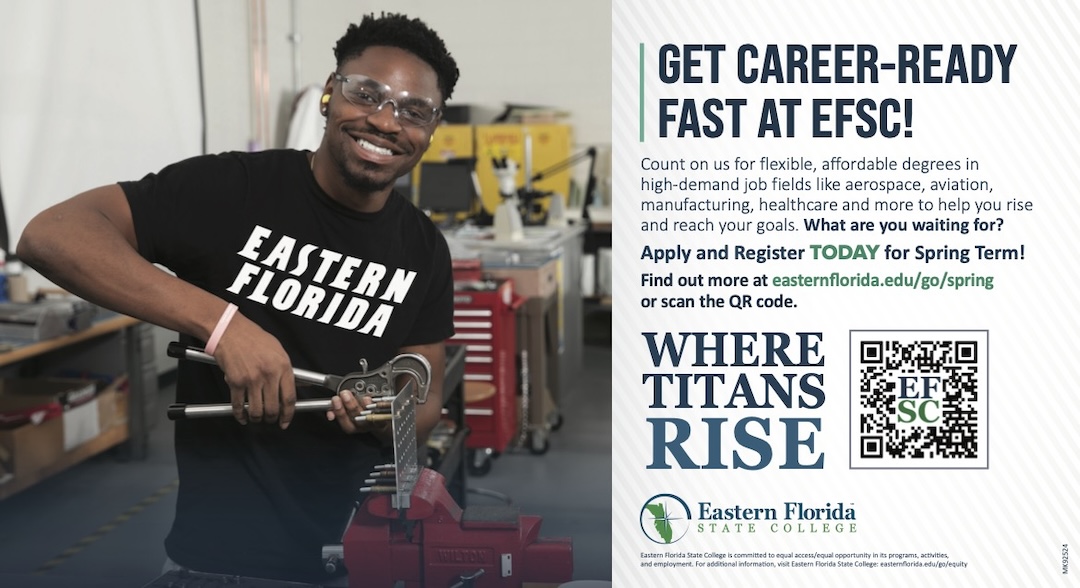 EASTERN
FLORIDA
WILTON
GET CAREER-READY
FAST AT EFSC!
Count on us for flexible, affordable degrees in
high-demand job fields like aerospace, aviation,
manufacturing, healthcare and more to help you rise
and reach your goals. What are you waiting for?
Apply and Register TODAY for Spring Term!
Find out more at easternflorida.edu/go/spring
or scan the QR code.
WHERE
TITANS
RISE
EF
SC
Eastern Florida
STATE COLLEGE
Eastern Florida State College is committed to equal access/equal opportunity in its programs, activities,
and employment. For additional information, visit Eastern Florida State College: easternflorida.edu/go/equity
MK92524